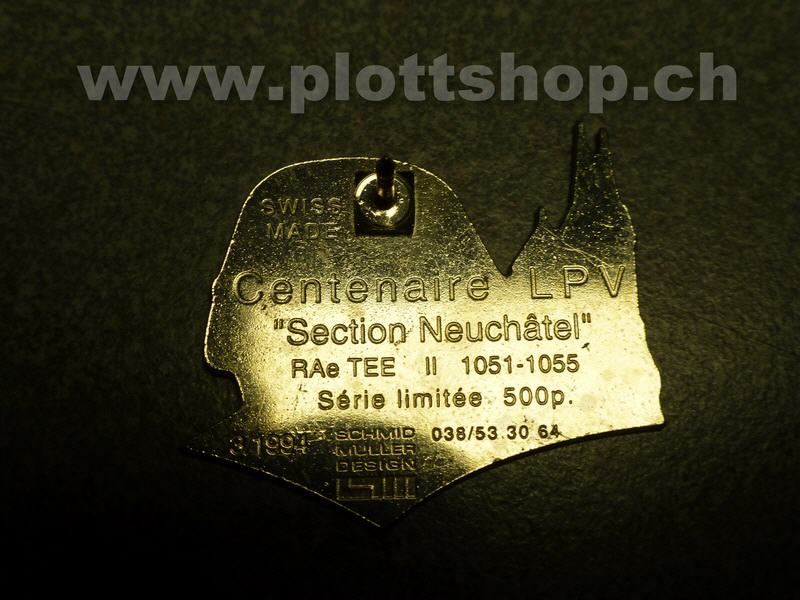 www.plottshop.ch
SWISS
MADE
Centenaire LPV
"Section Neuchâtel"
RAe TEE II 1051-1055
Série limitée 500p.
3/1994
SCHMID
MULLER
DESIGN
038/53 30 64